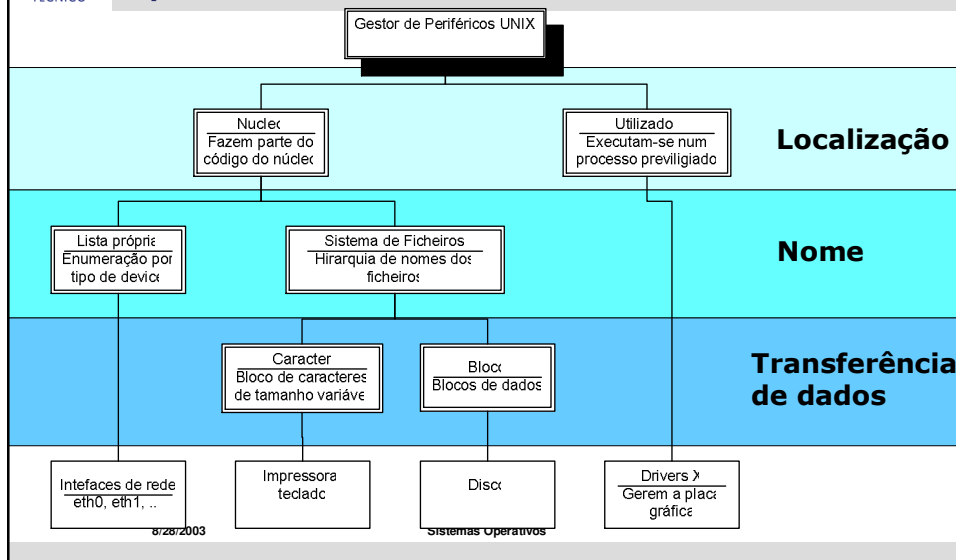 Gestor de Periféricos UNIX
Nucleo
Fazem parte do
código do núcleo
Utilizado
Executam-se num
processo previligiado
Localização
Lista própria
Enumeração por
tipo de device
Sistema de Ficheiros
Hirarquia de nomes dos
ficheiros
Nome
Caracter
Bloco de caracteres
de tamanho variáve
Bloco
Blocos de dados
Transferência
de dados
Intefaces de rede
eth0, eth1, ..
Impressora
teclado
Disco
Drivers X
Gerem a placa
gráfica
8/28/2003
Sistemas Operativos